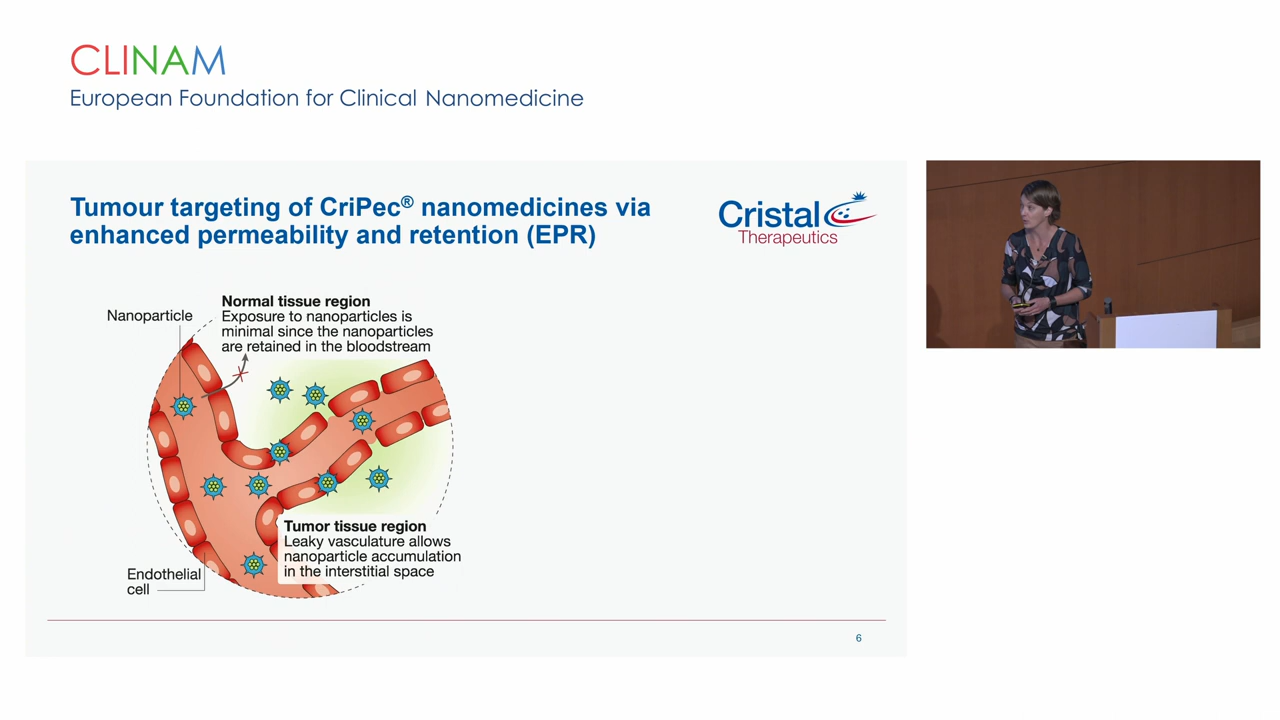 CLINAM
European Foundation for Clinical Nanomedicine
Tumour targeting of CriPec® nanomedicines via
enhanced permeability and retention (EPR)
Cristal
Therapeutics
Nanoparticle
Normal tissue region
Exposure to nanoparticles is
minimal since the nanoparticles
are retained in the bloodstream
Tumor tissue region
Leaky vasculature allows
nanoparticle accumulation
in the interstitial space
Endothelial
cell
6